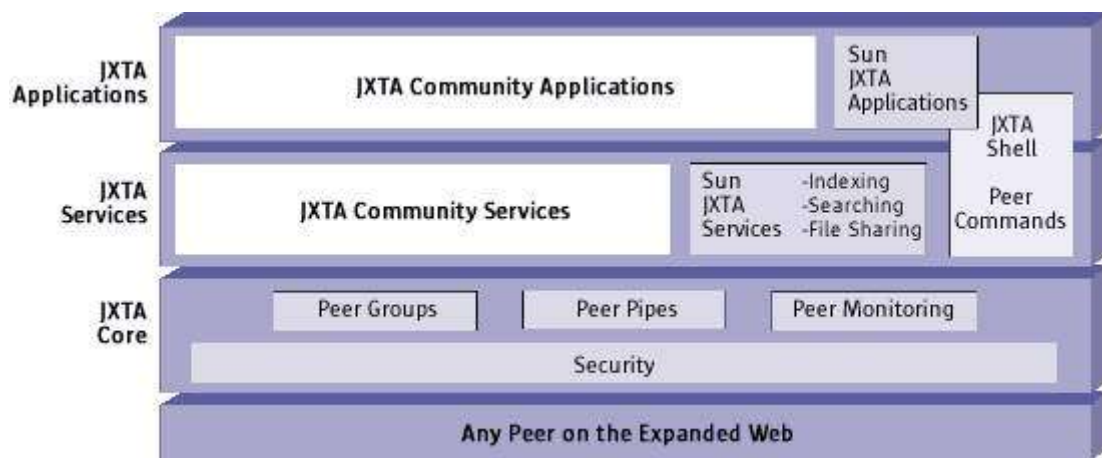 JXTA
Applications
JXTA Community Applications
Sun
JXTA
Applications
JXTA
Shell
Peer
Commands
JXTA
Services
JXTA Community Services
Sun -Indexing
JXTA -Searching
Services -File Sharing
JXTA
Core
Peer Groups
Peer Pipes
Peer Monitoring
Security
Any Peer on the Expanded Web